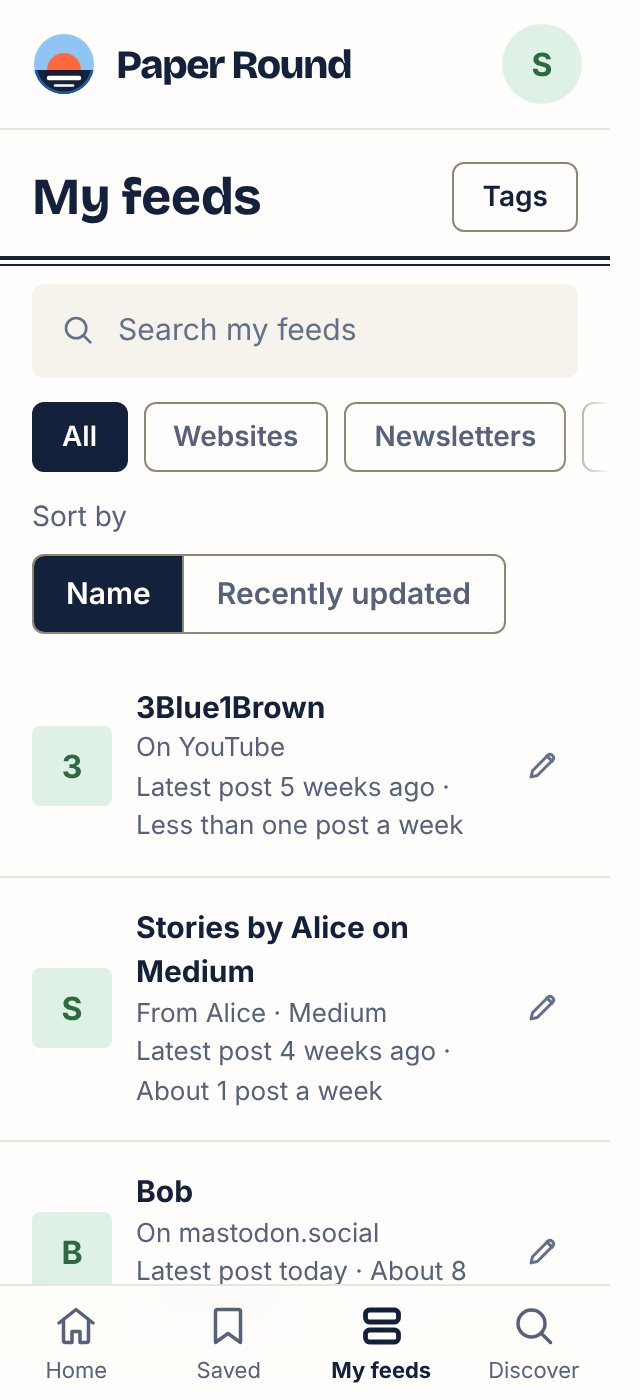 Paper Round
S
My feeds
Tags
Search my feeds
All
Websites
Newsletters
Sort by
Name
Recently updated
3
3Blue1Brown
On YouTube
Latest post 5 weeks ago ·
Less than one post a week
S
Stories by Alice on
Medium
From Alice · Medium
Latest post 4 weeks ago ·
About 1 post a week
B
Bob
On mastodon.social
Latest post today · About 8
Home
Saved
My feeds
Discover